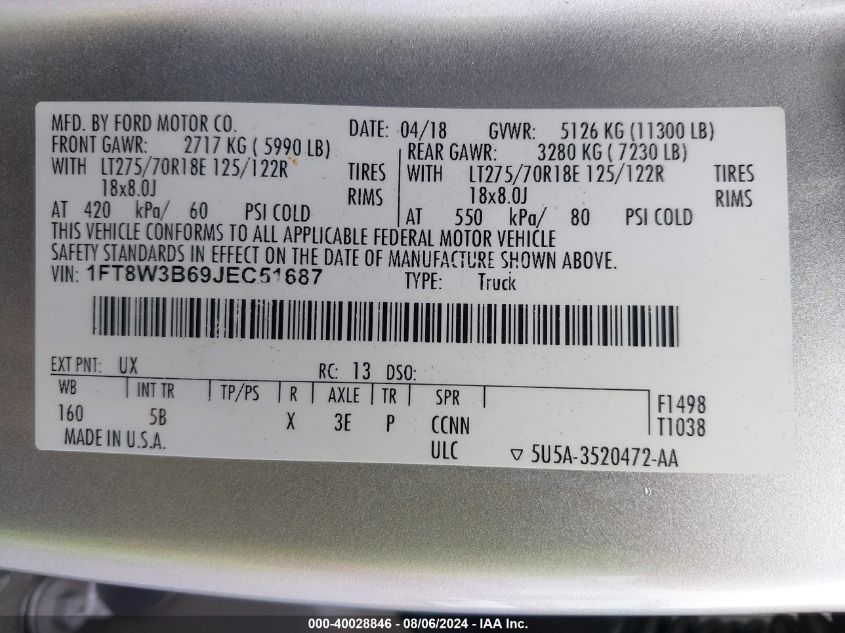 MFD. BY FORD MOTOR CO. DATE: 04/18 GVWR: 5126 KG (11300 LB)
FRONT GAWR: 2717 KG ( 5990 LB) REAR GAWR: 3280 KG ( 7230 LB)
WITH LT275/70R18E 125/122R TIRES WITH LT275/70R18E 125/122R TIRES
18x8.0J RIMS 18x8.0J RIMS
AT 420 kPa/ 60 PSI COLD AT 550 kPa/ 80 PSI COLD
THIS VEHICLE CONFORMS TO ALL APPLICABLE FEDERAL MOTOR VEHICLE
SAFETY STANDARDS IN EFFECT ON THE DATE OF MANUFACTURE SHOWN ABOVE.
VIN: 1FT8W3B69JEC51687 TYPE: Truck
EXT PNT: UX RC: 13 DSO:
WB INT TR TP/PS R AXLE TR SPR F1498
160 5B X 3E P CCNN T1038
MADE IN U.S.A. ULC 5U5A-3520472-AA
000-40028846 - 08/06/2024 - IAA Inc.